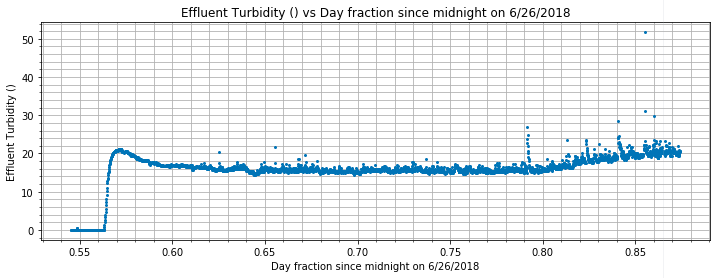 Effluent Turbidity () vs Day fraction since midnight on 6/26/2018
Effluent Turbidity ()
50
40
30
20
10
0
0.55 0.60 0.65 0.70 0.75 0.80 0.85
Day fraction since midnight on 6/26/2018